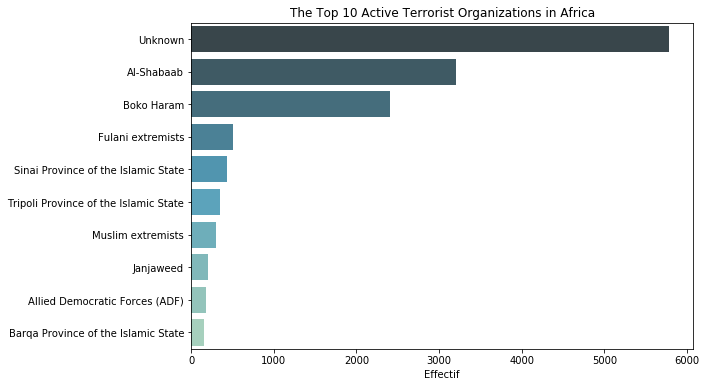 The Top 10 Active Terrorist Organizations in Africa
Unknown
Al-Shabaab
Boko Haram
Fulani extremists
Sinai Province of the Islamic State
Tripoli Province of the Islamic State
Muslim extremists
Janjaweed
Allied Democratic Forces (ADF)
Barqa Province of the Islamic State
0 1000 2000 3000 4000 5000 6000
Effectif